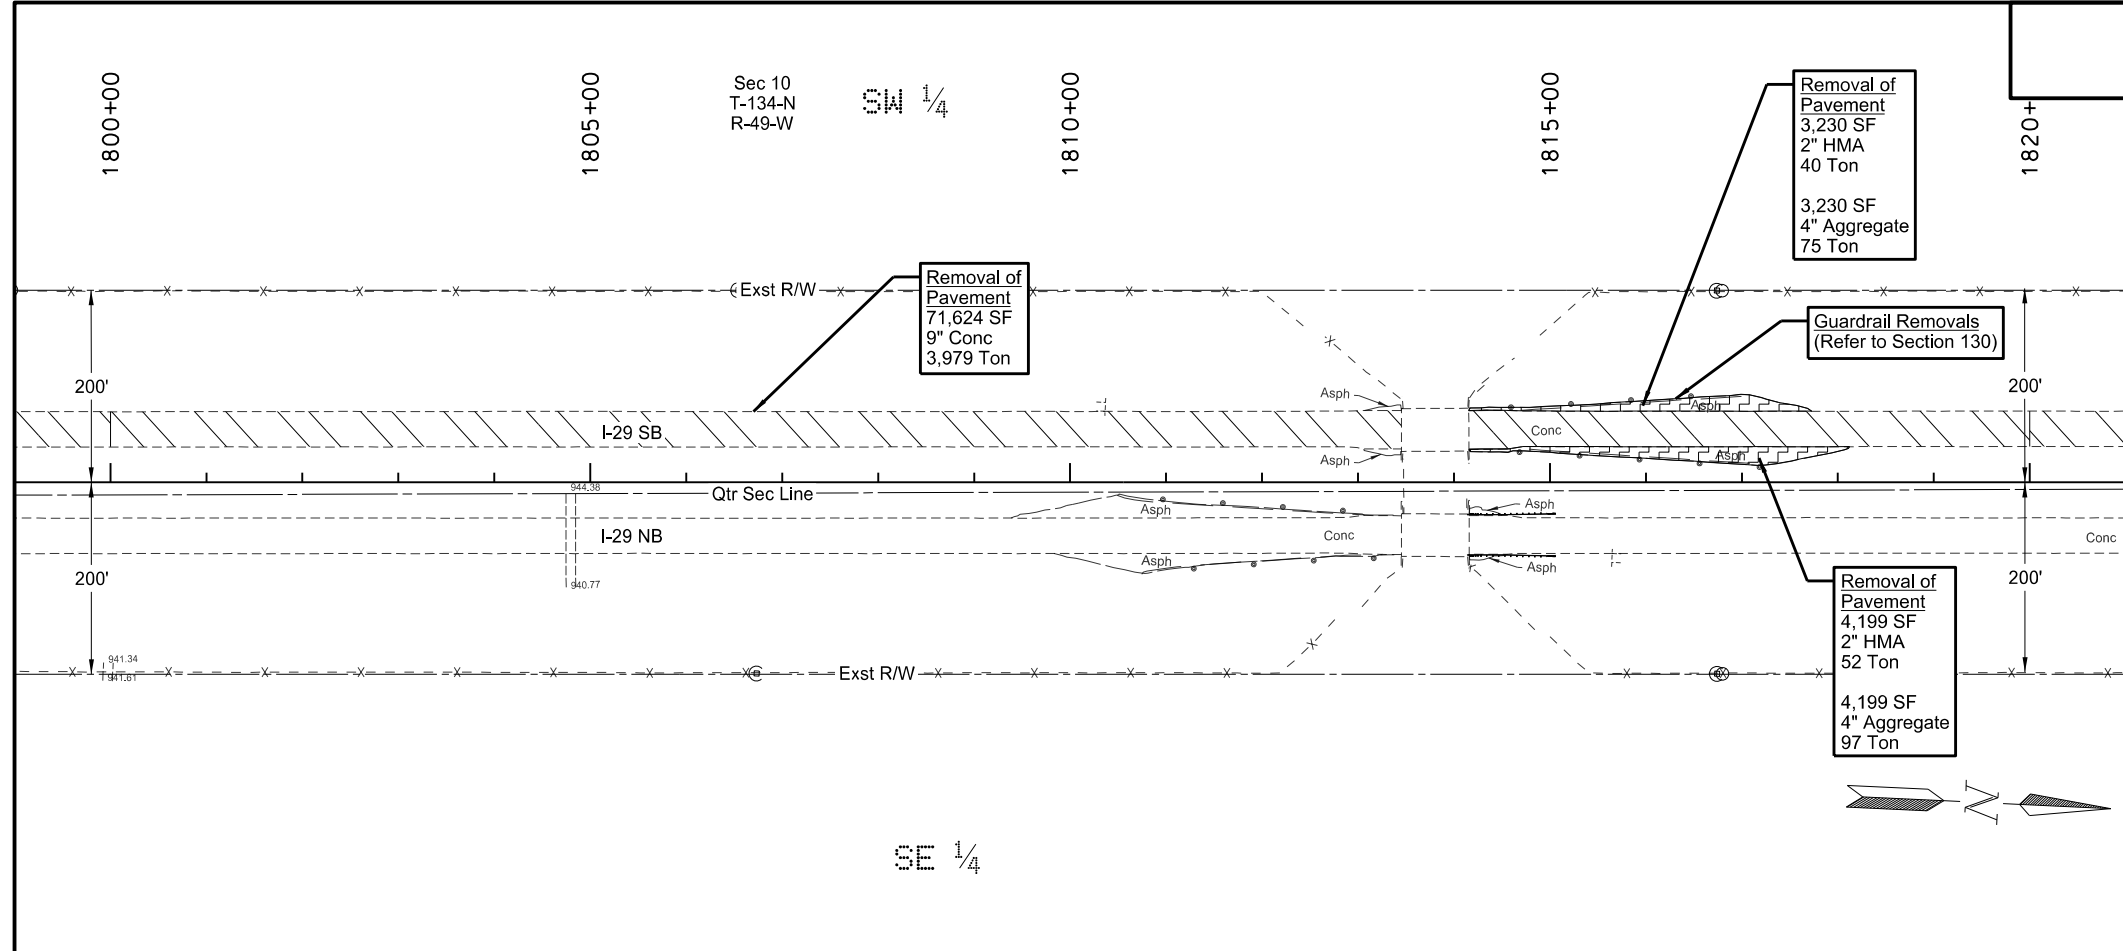 1800+00
1805+00
1810+00
1815+00
1820+
Sec 10
T-134-N
R-49-W
SW 1/4
Removal of
Pavement
3,230 SF
2" HMA
40 Ton
3,230 SF
4" Aggregate
75 Ton
Removal of
Pavement
71,624 SF
9" Conc
3,979 Ton
Exst R/W
Guardrail Removals
(Refer to Section 130)
200'
200'
Asph
Asph
I-29 SB
Conc
Asph
Asph
944.38
Qtr Sec Line
Asph
Asph
I-29 NB
Conc
Conc
Asph
Asph
200'
940.77
200'
Removal of
Pavement
4,199 SF
2" HMA
52 Ton
4,199 SF
4" Aggregate
97 Ton
941.34
941.61
Exst R/W
N
SE 1/4